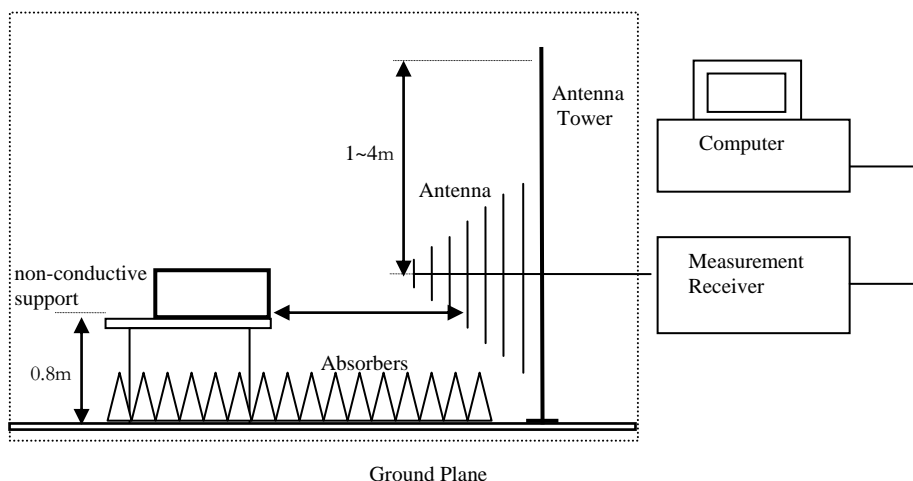 Antenna
Tower
Computer
1~4m
Antenna
non-conductive
support
Measurement
Receiver
0.8m
Absorbers
Ground Plane